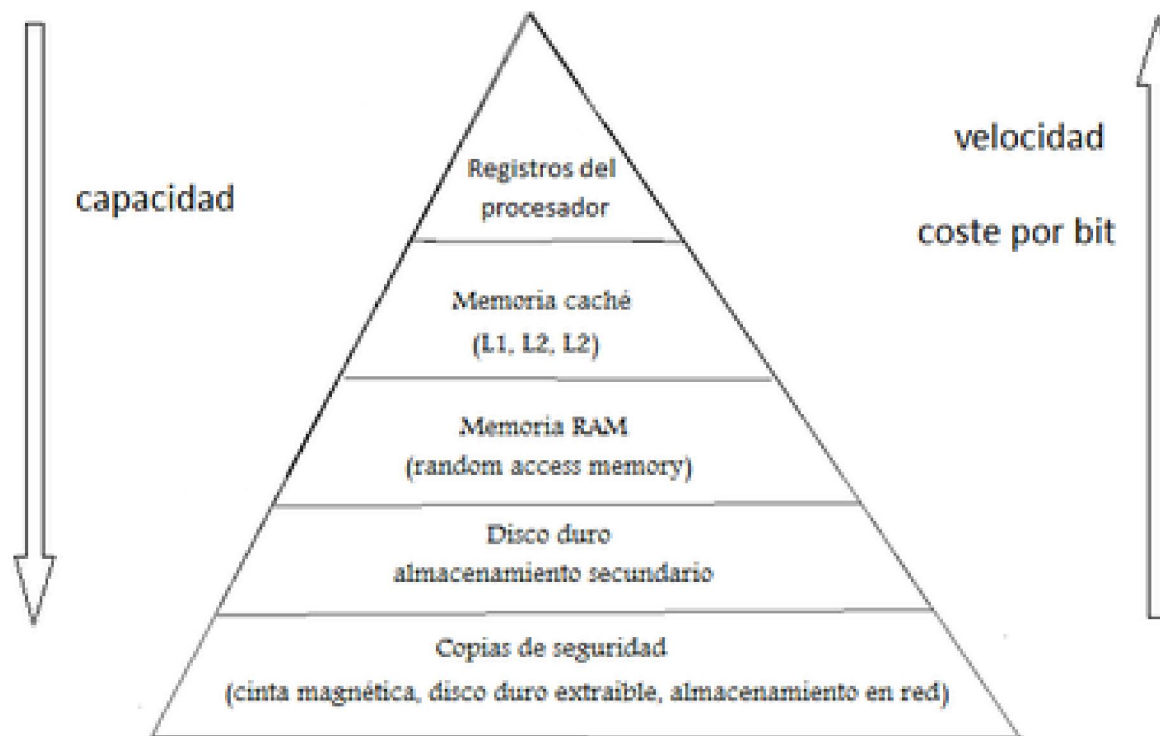 capacidad
velocidad
coste por bit
Registros del
procesador
Memoria caché
(L1, L2, L2)
Memoria RAM
(random access memory)
Disco duro
almacenamiento secundario
Copias de seguridad
(cinta magnética, disco duro extraible, almacenamiento en red)